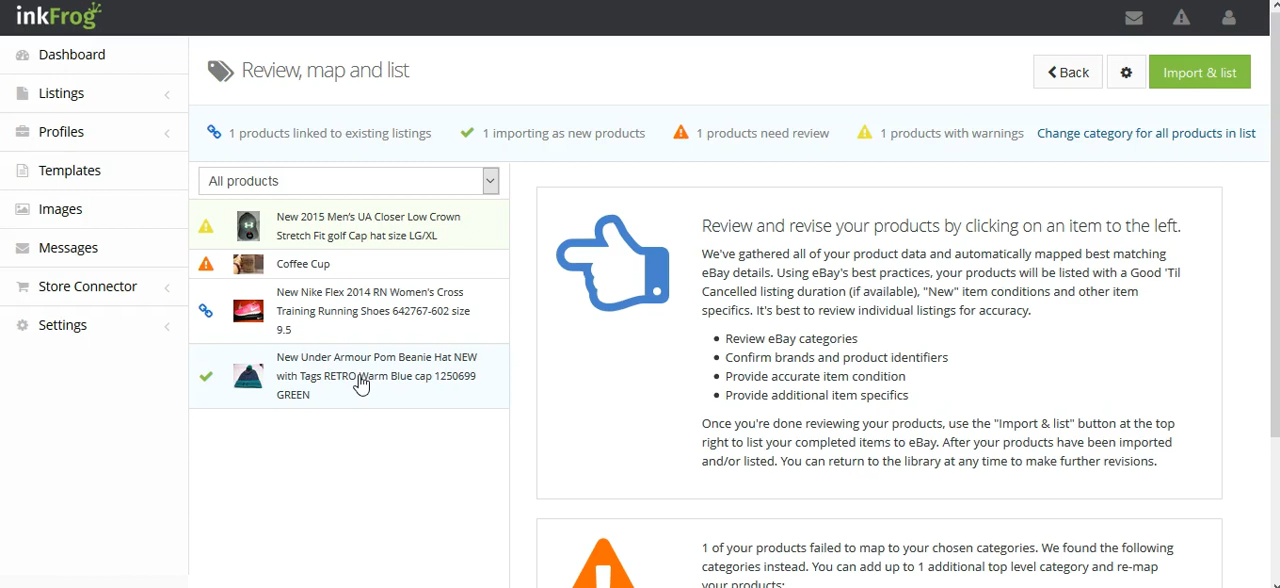 inkFrog
Dashboard
Listings
Profiles
Templates
Images
Messages
Store Connector
Settings
Review, map and list
Back
Import & list
1 products linked to existing listings
1 importing as new products
1 products need review
1 products with warnings
Change category for all products in list
All products
New 2015 Men's UA Closer Low Crown
Stretch Fit golf Cap hat size LG/XL
Coffee Cup
New Nike Flex 2014 RN Women's Cross
Training Running Shoes 642767-602 size
9.5
New Under Armour Pom Beanie Hat NEW
with Tags RETRO Warm Blue cap 1250699
GREEN
Review and revise your products by clicking on an item to the left.
We've gathered all of your product data and automatically mapped best matching
eBay details. Using eBay's best practices, your products will be listed with a Good 'Til
Cancelled listing duration (if available), "New" item conditions and other item
specifics. It's best to review individual listings for accuracy.
• Review eBay categories
• Confirm brands and product identifiers
• Provide accurate item condition
• Provide additional item specifics
Once you're done reviewing your products, use the "Import & list" button at the top
right to list your completed items to eBay. After your products have been imported
and/or listed. You can return to the library at any time to make further revisions.
1 of your products failed to map to your chosen categories. We found the following
categories instead. You can add up to 1 additional top level category and re-map
your products: